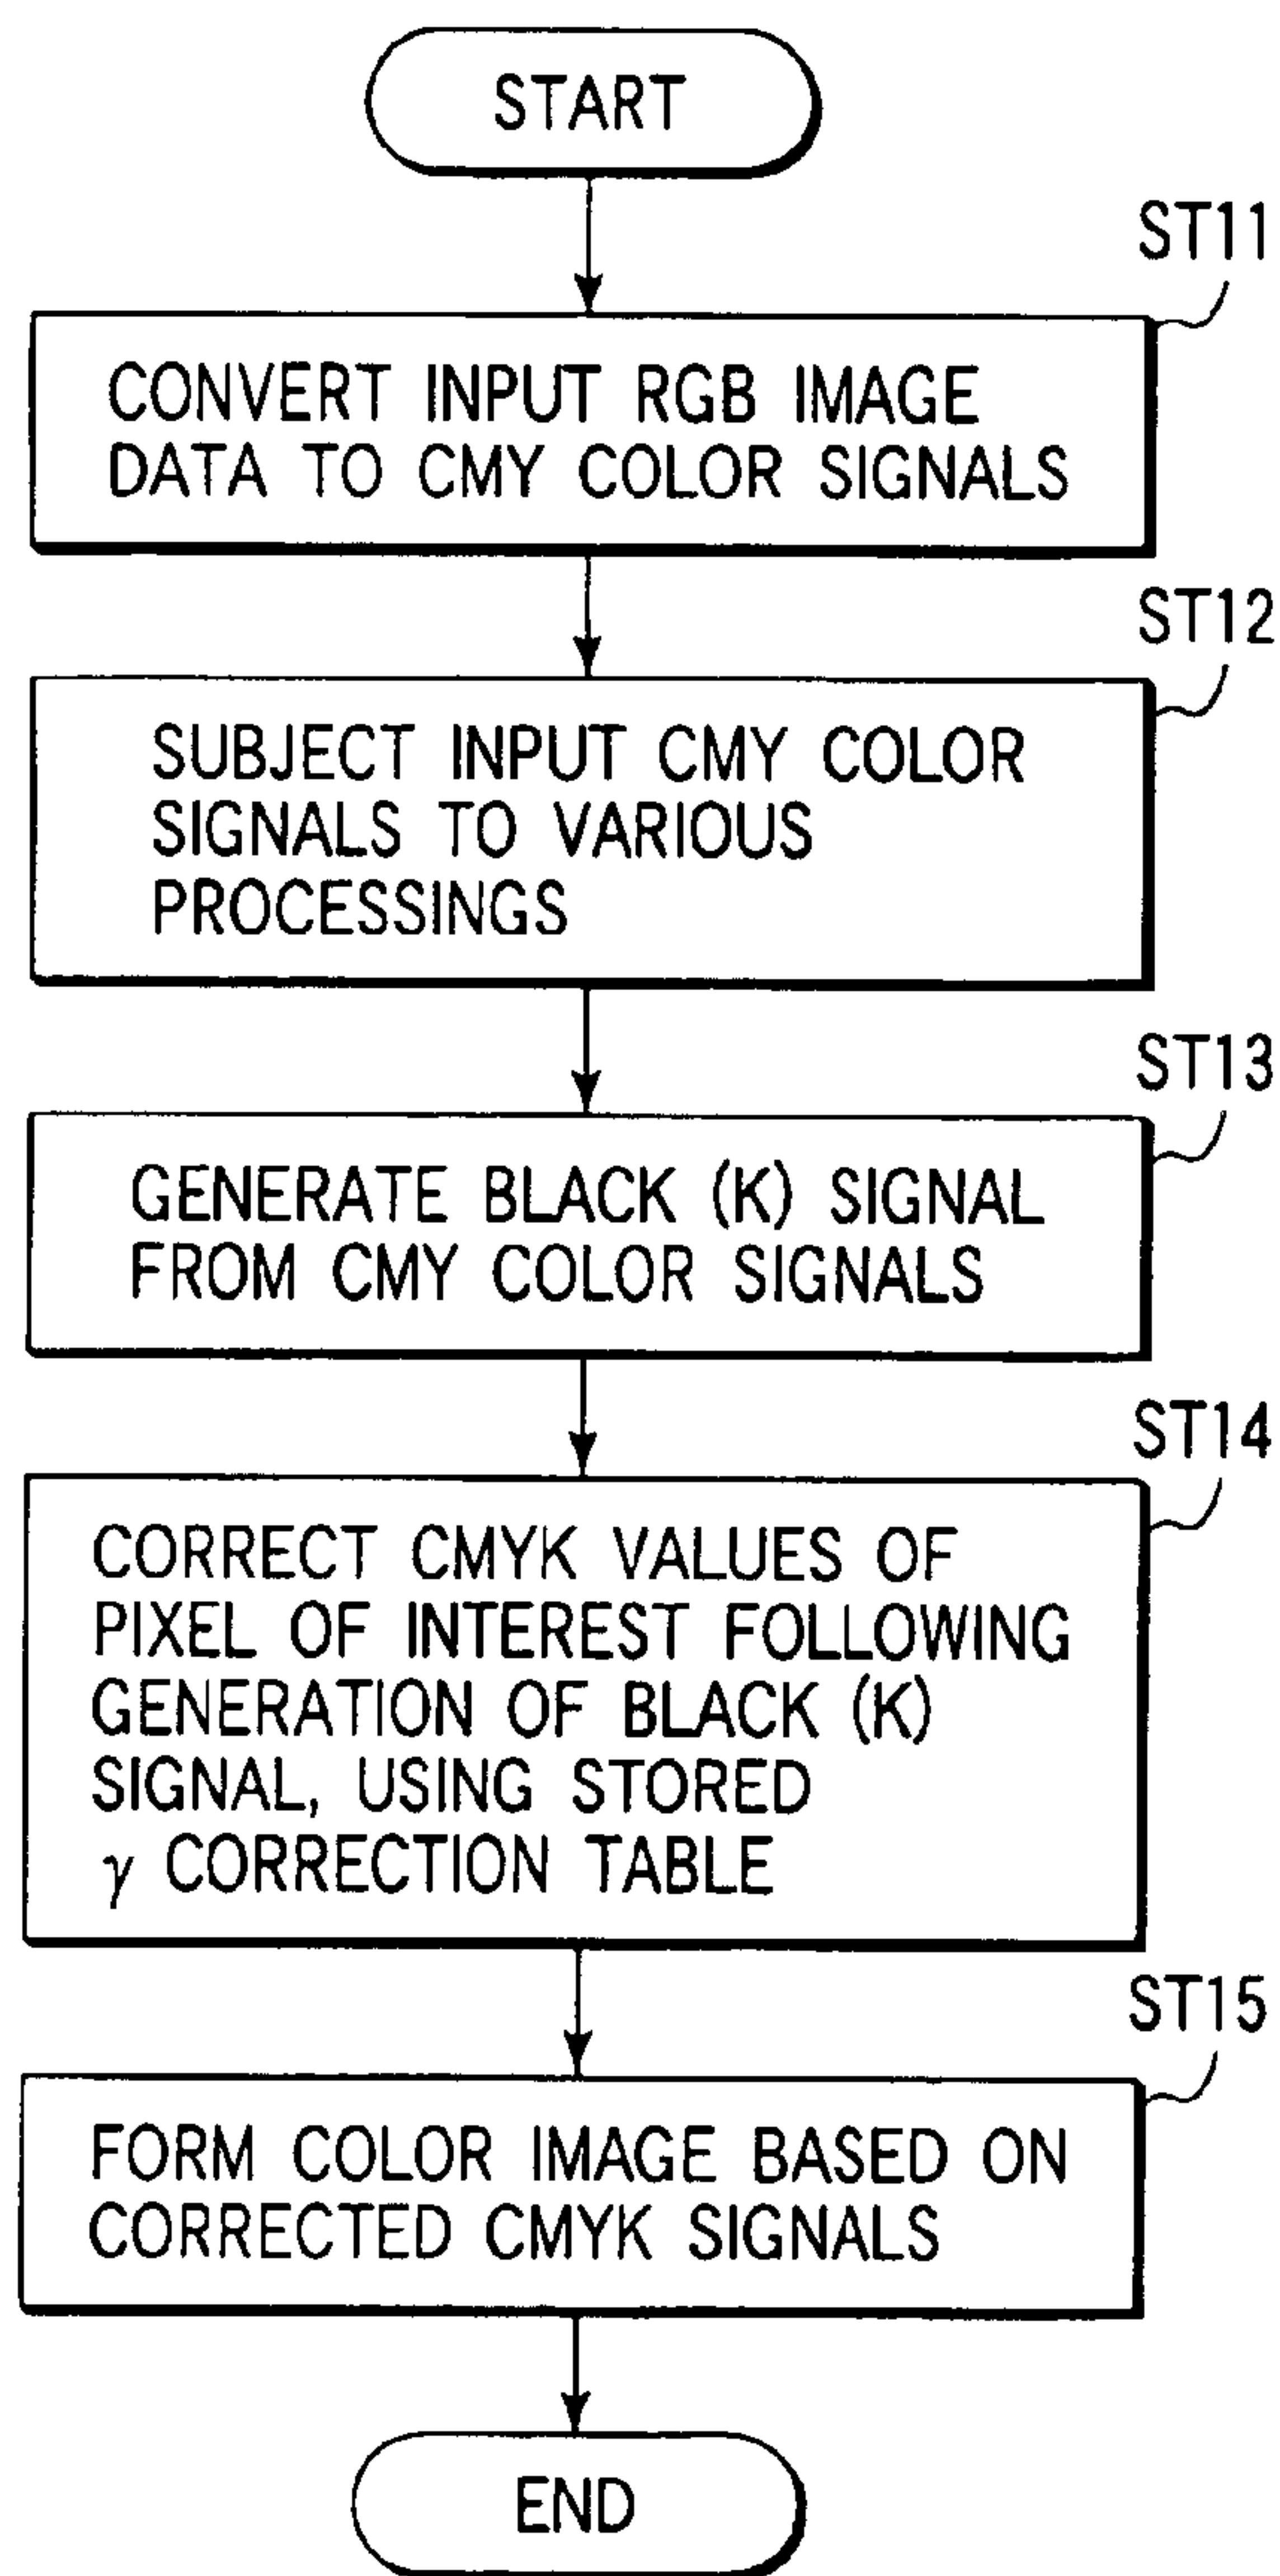 START
ST11
CONVERT INPUT RGB IMAGE
DATA TO CMY COLOR SIGNALS
ST12
SUBJECT INPUT CMY COLOR
SIGNALS TO VARIOUS
PROCESSINGS
ST13
GENERATE BLACK (K) SIGNAL
FROM CMY COLOR SIGNALS
ST14
CORRECT CMYK VALUES OF
PIXEL OF INTEREST FOLLOWING
GENERATION OF BLACK (K)
SIGNAL, USING STORED
γ CORRECTION TABLE
ST15
FORM COLOR IMAGE BASED ON
CORRECTED CMYK SIGNALS
END